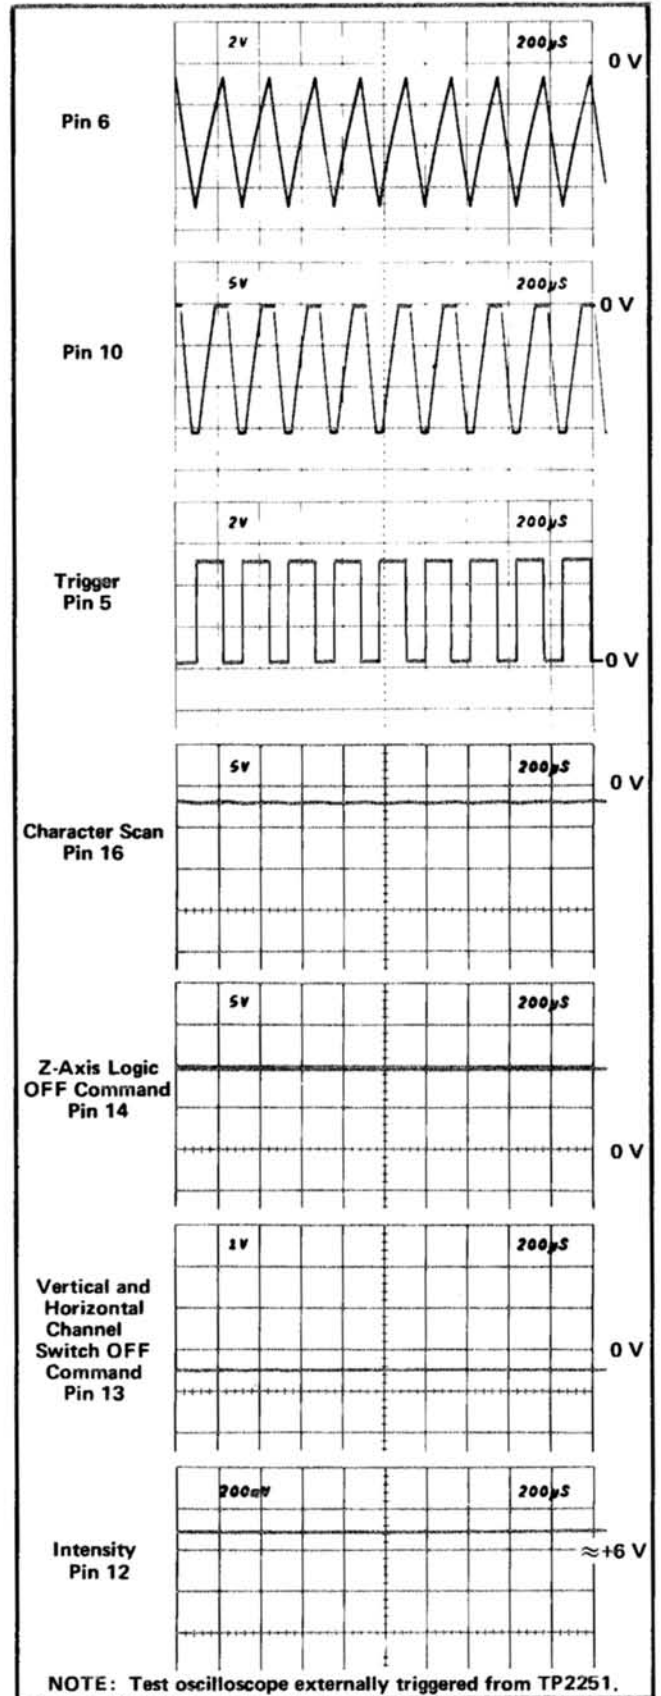 2V 200µS
0 V
Pin 6
5V 200µS
0 V
Pin 10
2V 200µS
Trigger
Pin 5
0 V
5V 200µS
0 V
Character Scan
Pin 16
5V 200µS
Z-Axis Logic
OFF Command
Pin 14
0 V
1V 200µS
Vertical and
Horizontal
Channel
Switch OFF
Command
Pin 13
0 V
200mV 200µS
Intensity
Pin 12
≈+6 V
NOTE: Test oscilloscope externally triggered from TP2251.